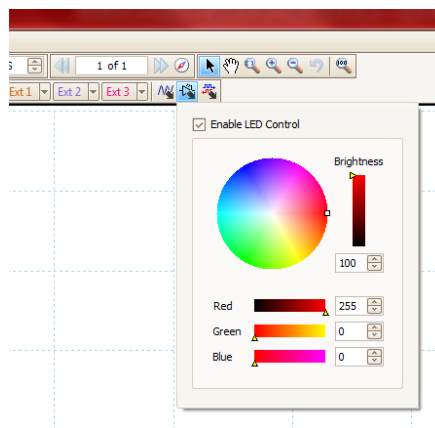 S 1 of 1
Ext 1 Ext 2 Ext 3
Enable LED Control
Brightness
100
Red 255
Green 0
Blue 0